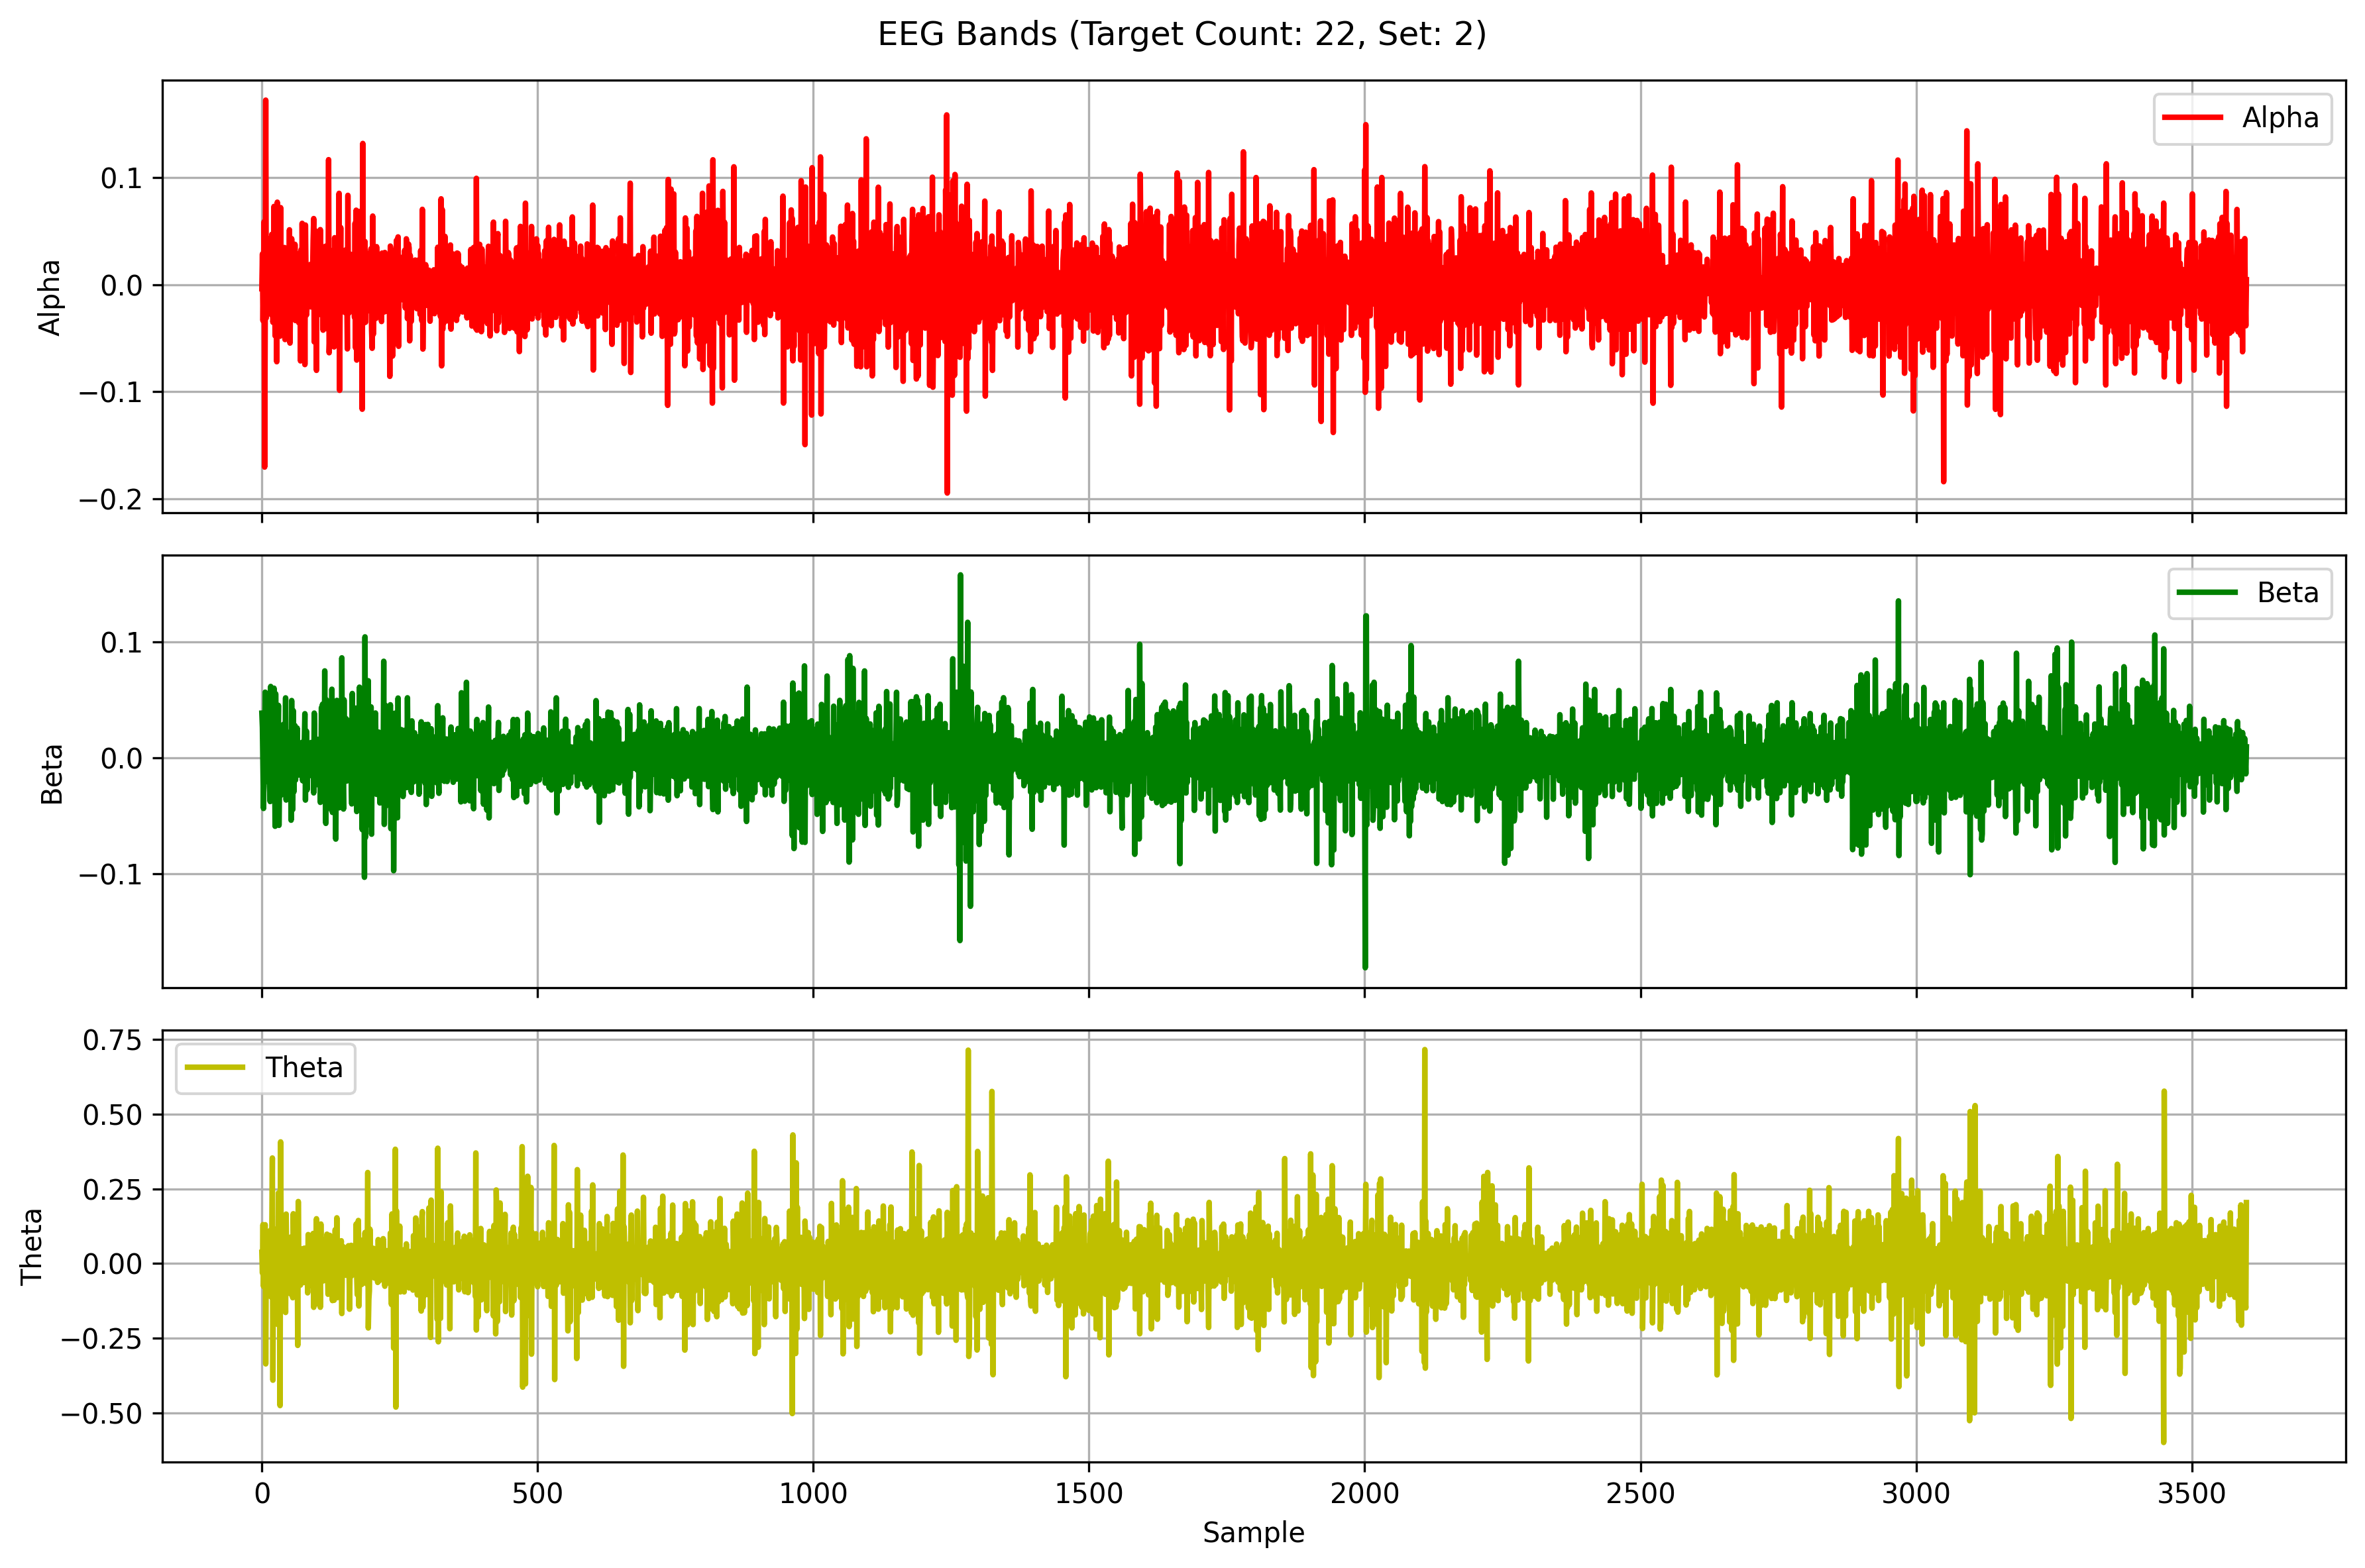 EEG Bands (Target Count: 22, Set: 2)
Alpha
0.1
0.0
−0.1
−0.2
Alpha
Beta
0.1
0.0
−0.1
Beta
Theta
0.75
0.50
0.25
0.00
−0.25
−0.50
Theta
0 500 1000 1500 2000 2500 3000 3500
Sample